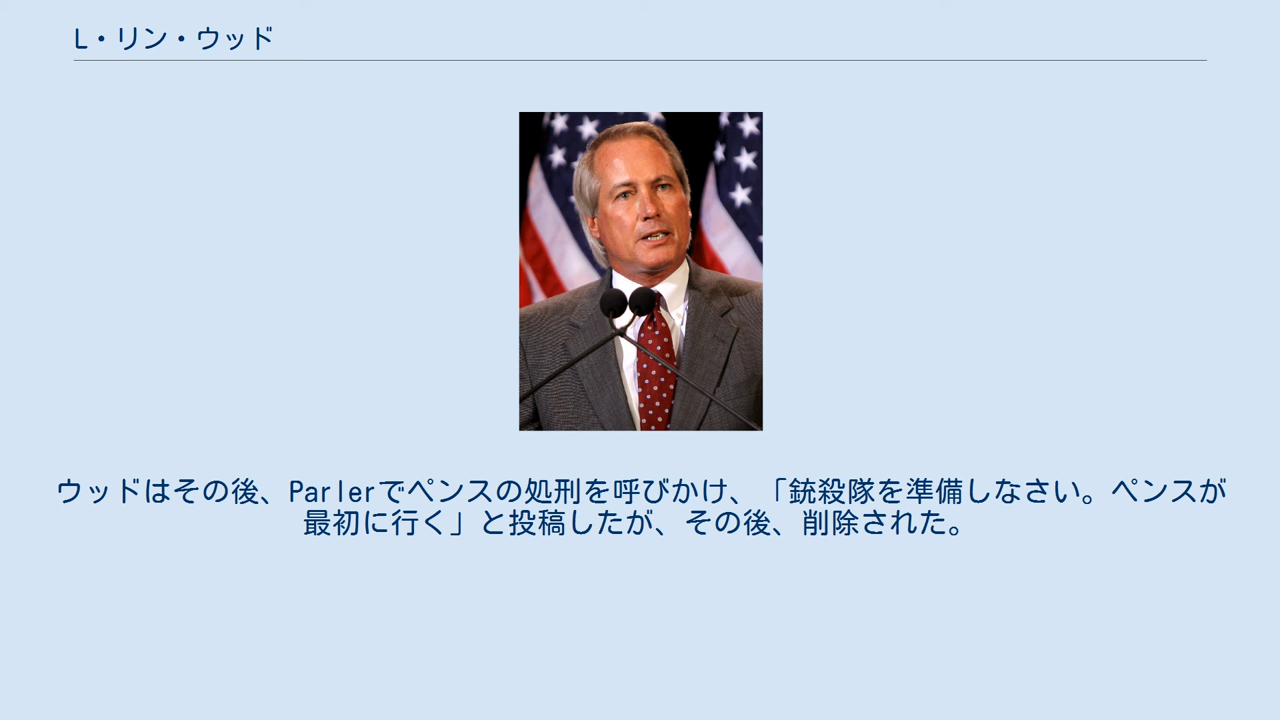 L・リン・ウッド
ウッドはその後、Parlerでペンスの処刑を呼びかけ、「銃殺隊を準備しなさい。ペンスが
最初に行く」と投稿したが、その後、削除された。